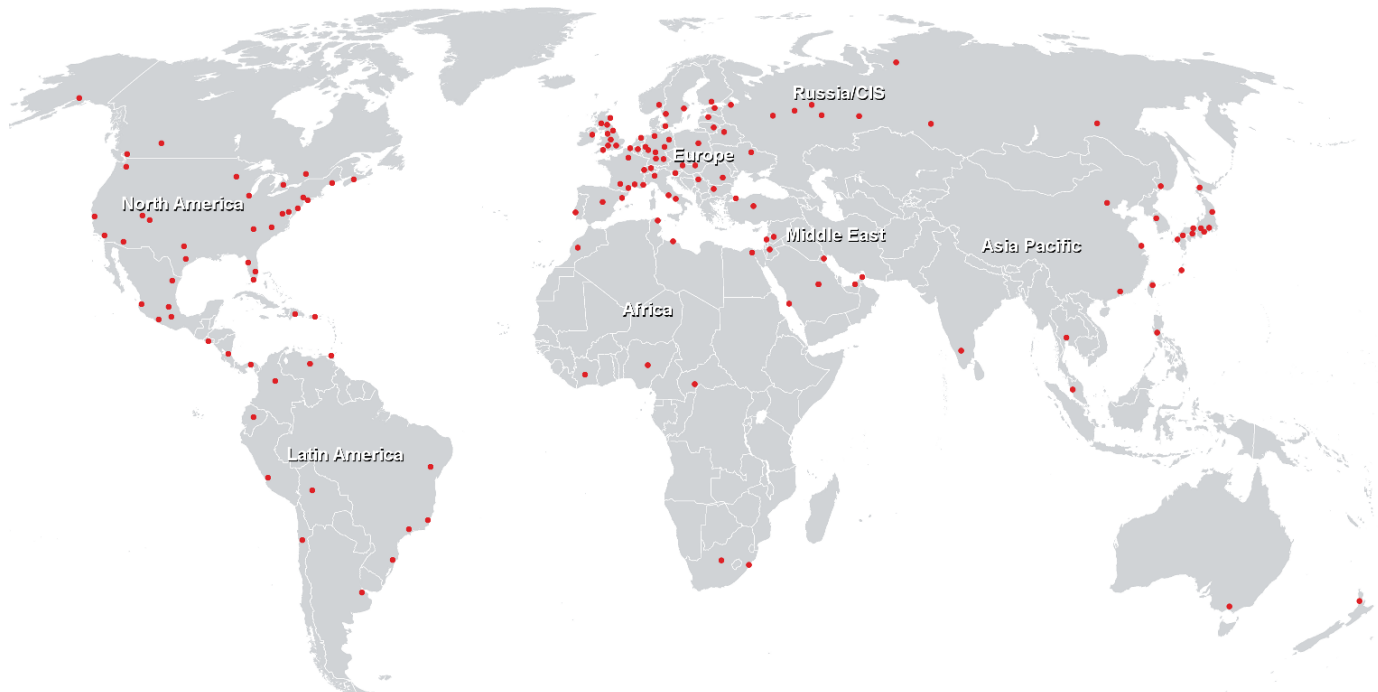 Russia/CIS
Europe
North America
Middle East
Asia Pacific
Africa
Latin America